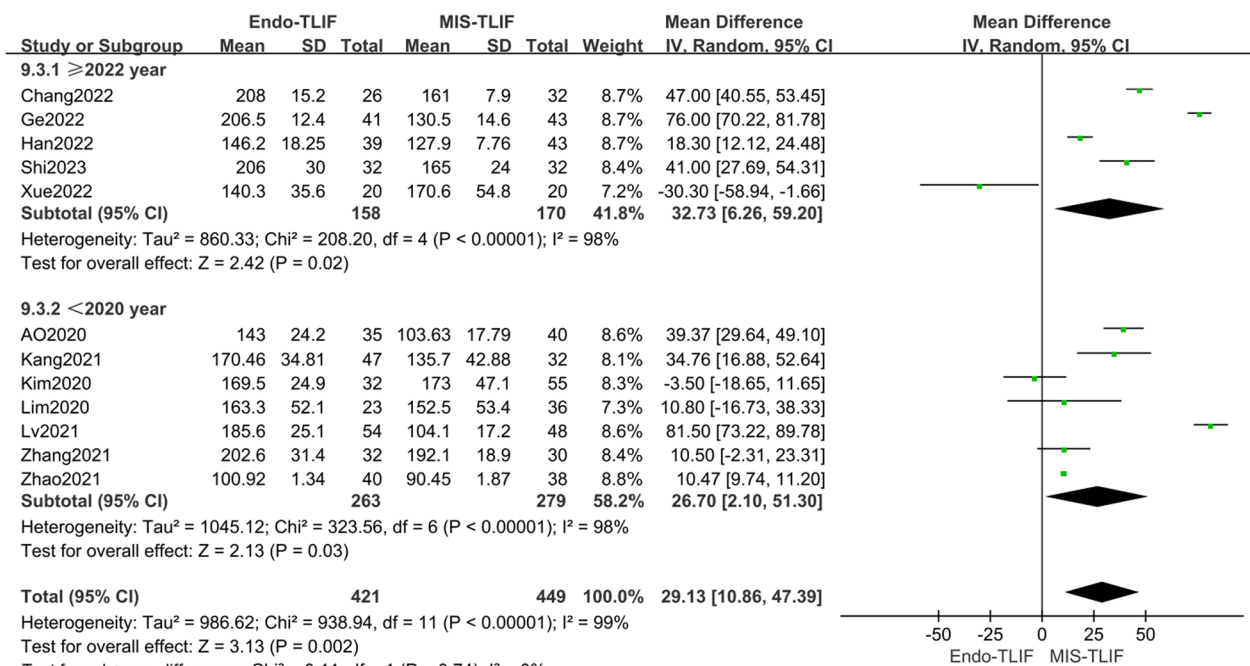 Endo-TLIF MIS-TLIF Mean Difference Mean Difference
Study or Subgroup Mean SD Total Mean SD Total Weight IV, Random, 95% CI IV, Random, 95% CI
9.3.1 ≥2022 year
Chang2022 208 15.2 26 161 7.9 32 8.7% 47.00 [40.55, 53.45]
Ge2022 206.5 12.4 41 130.5 14.6 43 8.7% 76.00 [70.22, 81.78]
Han2022 146.2 18.25 39 127.9 7.76 43 8.7% 18.30 [12.12, 24.48]
Shi2023 206 30 32 165 24 32 8.4% 41.00 [27.69, 54.31]
Xue2022 140.3 35.6 20 170.6 54.8 20 7.2% -30.30 [-58.94, -1.66]
Subtotal (95% CI) 158 170 41.8% 32.73 [6.26, 59.20]
Heterogeneity: Tau² = 860.33; Chi² = 208.20, df = 4 (P < 0.00001); I² = 98%
Test for overall effect: Z = 2.42 (P = 0.02)
9.3.2 <2020 year
AO2020 143 24.2 35 103.63 17.79 40 8.6% 39.37 [29.64, 49.10]
Kang2021 170.46 34.81 47 135.7 42.88 32 8.1% 34.76 [16.88, 52.64]
Kim2020 169.5 24.9 32 173 47.1 55 8.3% -3.50 [-18.65, 11.65]
Lim2020 163.3 52.1 23 152.5 53.4 36 7.3% 10.80 [-16.73, 38.33]
Lv2021 185.6 25.1 54 104.1 17.2 48 8.6% 81.50 [73.22, 89.78]
Zhang2021 202.6 31.4 32 192.1 18.9 30 8.4% 10.50 [-2.31, 23.31]
Zhao2021 100.92 1.34 40 90.45 1.87 38 8.8% 10.47 [9.74, 11.20]
Subtotal (95% CI) 263 279 58.2% 26.70 [2.10, 51.30]
Heterogeneity: Tau² = 1045.12; Chi² = 323.56, df = 6 (P < 0.00001); I² = 98%
Test for overall effect: Z = 2.13 (P = 0.03)
Total (95% CI) 421 449 100.0% 29.13 [10.86, 47.39]
Heterogeneity: Tau² = 986.62; Chi² = 938.94, df = 11 (P < 0.00001); I² = 99%
Test for overall effect: Z = 3.13 (P = 0.002)
-50 -25 0 25 50
Endo-TLIF MIS-TLIF